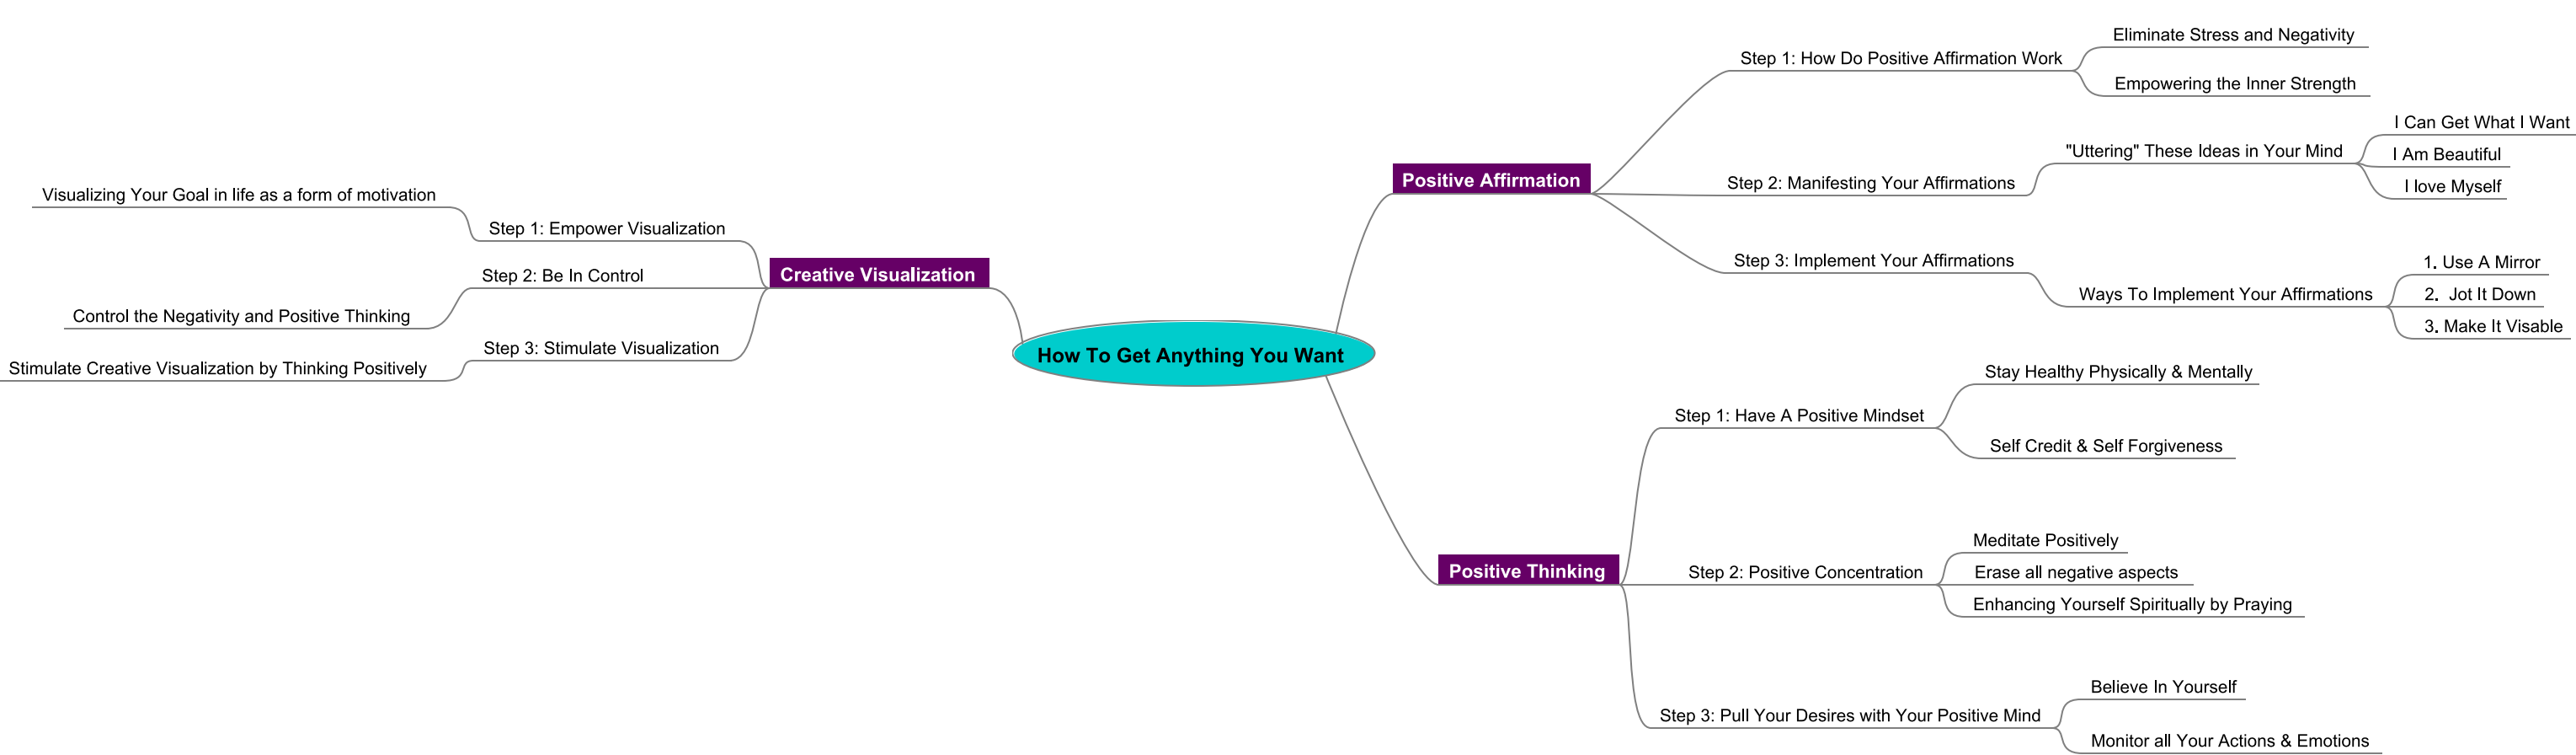 How To Get Anything You Want
Positive Affirmation
Step 1: How Do Positive Affirmation Work
Eliminate Stress and Negativity
Empowering the Inner Strength
Step 2: Manifesting Your Affirmations
"Uttering" These Ideas in Your Mind
I Can Get What I Want
I Am Beautiful
I love Myself
Step 3: Implement Your Affirmations
Ways To Implement Your Affirmations
1. Use A Mirror
2. Jot It Down
3. Make It Visable
Positive Thinking
Step 1: Have A Positive Mindset
Stay Healthy Physically & Mentally
Self Credit & Self Forgiveness
Step 2: Positive Concentration
Meditate Positively
Erase all negative aspects
Enhancing Yourself Spiritually by Praying
Step 3: Pull Your Desires with Your Positive Mind
Believe In Yourself
Monitor all Your Actions & Emotions
Creative Visualization
Step 1: Empower Visualization
Visualizing Your Goal in life as a form of motivation
Step 2: Be In Control
Control the Negativity and Positive Thinking
Step 3: Stimulate Visualization
Stimulate Creative Visualization by Thinking Positively